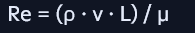 Re = (ρ · v · L) / μ